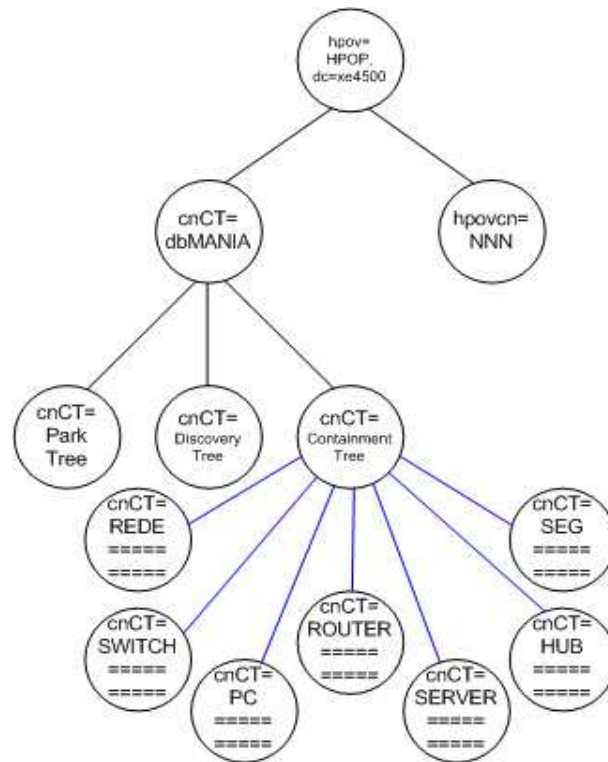 hpov=
HPOP,
dc=xe4500
cnCT=
dbMANIA
hpovcn=
NNN
cnCT=
Park
Tree
cnCT=
Discovery
Tree
cnCT=
Containment
Tree
cnCT=
REDE
=====
=====
cnCT=
SEG
=====
=====
cnCT=
SWITCH
=====
=====
cnCT=
ROUTER
=====
=====
cnCT=
HUB
=====
=====
cnCT=
PC
=====
=====
cnCT=
SERVER
=====
=====